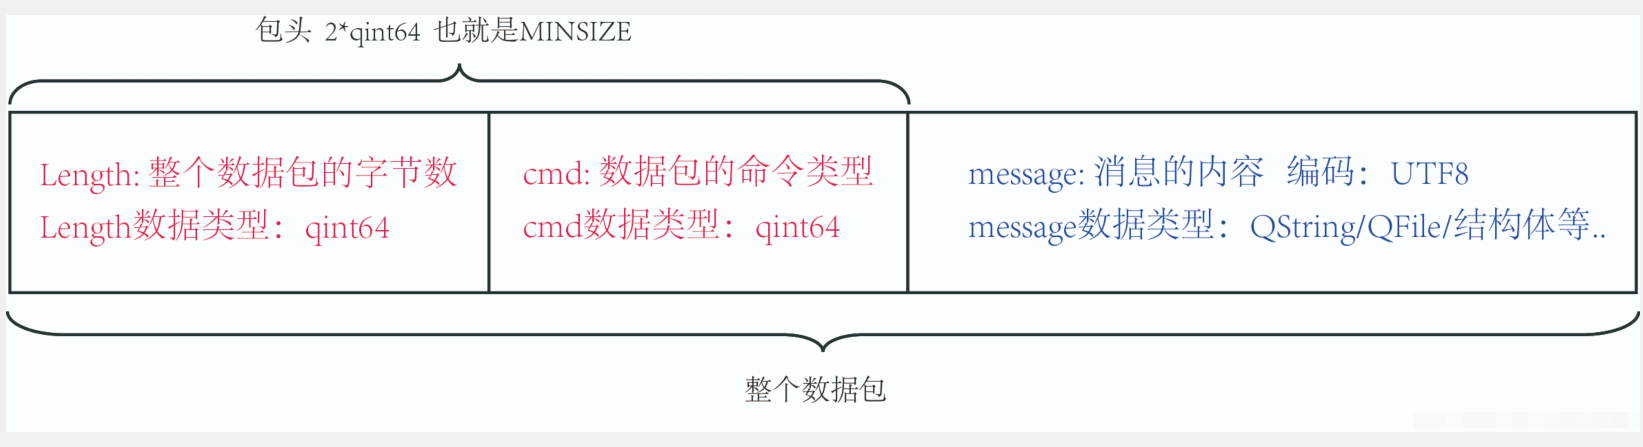 包头 2*qint64 也就是MINSIZE
Length: 整个数据包的字节数
Length数据类型：qint64
cmd: 数据包的命令类型
cmd数据类型：qint64
message: 消息的内容 编码：UTF8
message数据类型：QString/QFile/结构体等..
整个数据包